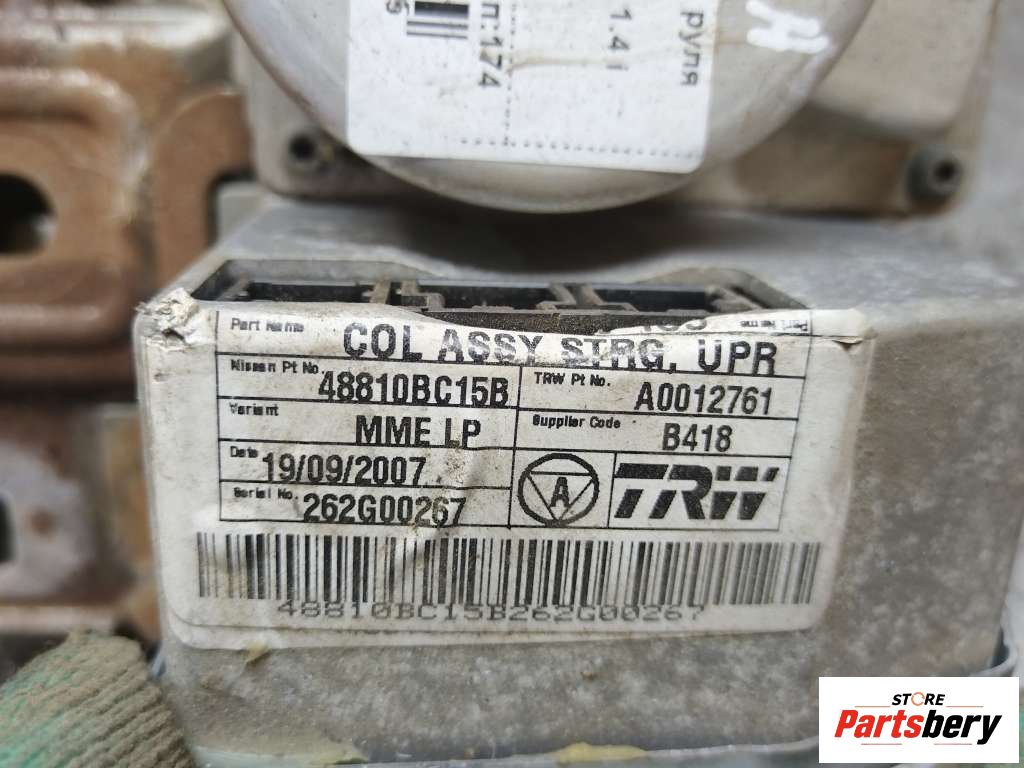 п.:174
1.4 i
руля
Part Name
COL ASSY STRG, UPR
Nissan Pt No.
48810BC15B
TRW Pt No.
A0012761
Variant
MME LP
Supplier Code
B418
Date
19/09/2007
Serial No.
262G00267
A
TRW
48810BC15B262G00267
STORE
Partsbery